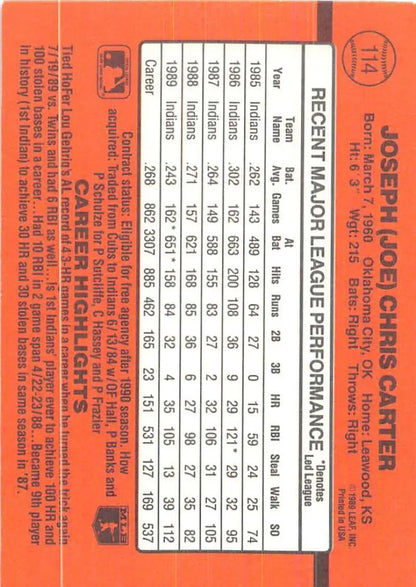 114
JOSEPH (JOE) CHRIS CARTER
Born: March 7, 1960 Oklahoma City, OK Home: Leawood, KS
Ht: 6' 3" Wgt: 215 Bats: Right Throws: Right
©1989 LEAF, INC.
Printed in USA
RECENT MAJOR LEAGUE PERFORMANCE
*Denotes
Led League
Year Team Name Bat. Avg. Games At Bat Hits Runs 2B 3B HR RBI Steal Walk SO
1985 Indians .262 143 489 128 64 27 0 15 59 24 25 74
1986 Indians .302 162 663 200 108 36 9 29 121* 29 32 95
1987 Indians .264 149 588 155 83 27 2 32 106 31 27 105
1988 Indians .271 157 621 168 85 36 6 27 98 27 35 82
1989 Indians .243 162* 651* 158 84 32 4 35 105 13 39 112
Career .268 862 3307 885 462 165 23 151 531 127 169 537
Contract status: Eligible for free agency after 1990 season. How
acquired: Traded from Cubs to Indians 6/13/84 w/OF Hall, P Banks and
P Schulze for P Sutcliffe, C Hassey and P Frazier
MLB
CAREER HIGHLIGHTS
Tied HoFer Lou Gehrig's AL record of 4 3-HR games in a career when he turned the trick again
7/19/89 vs. Twins and had 6 RBI as well...Is 1st Indians' player ever to achieve 100 HR and
100 stolen bases in a career...Had 10 RBI in 2 game span 4/22-23/88...Became 9th player
in history (1st Indian) to achieve 30 HR and 30 stolen bases in same season in '87.